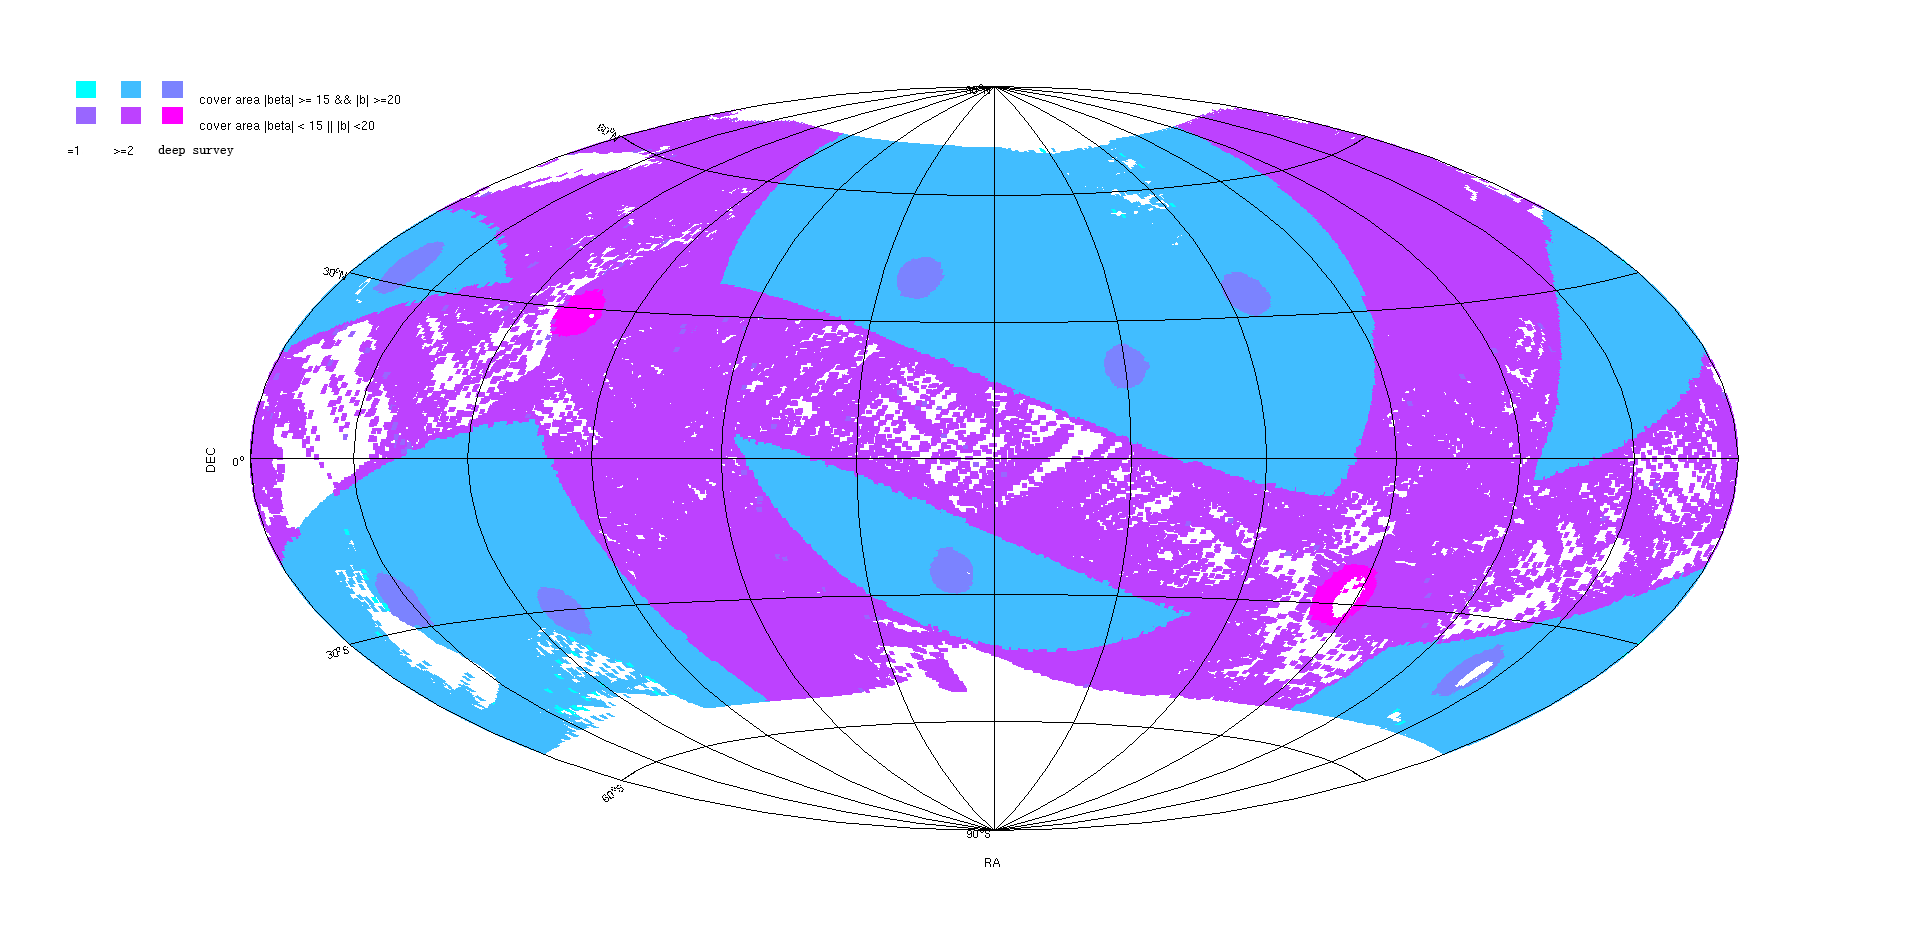 cover area |beta| >= 15 && |b| >=20
cover area |beta| < 15 || |b| <20
=1 >=2 deep survey
90°N
60°N
30°N
DEC
0°
30°S
60°S
90°S
RA